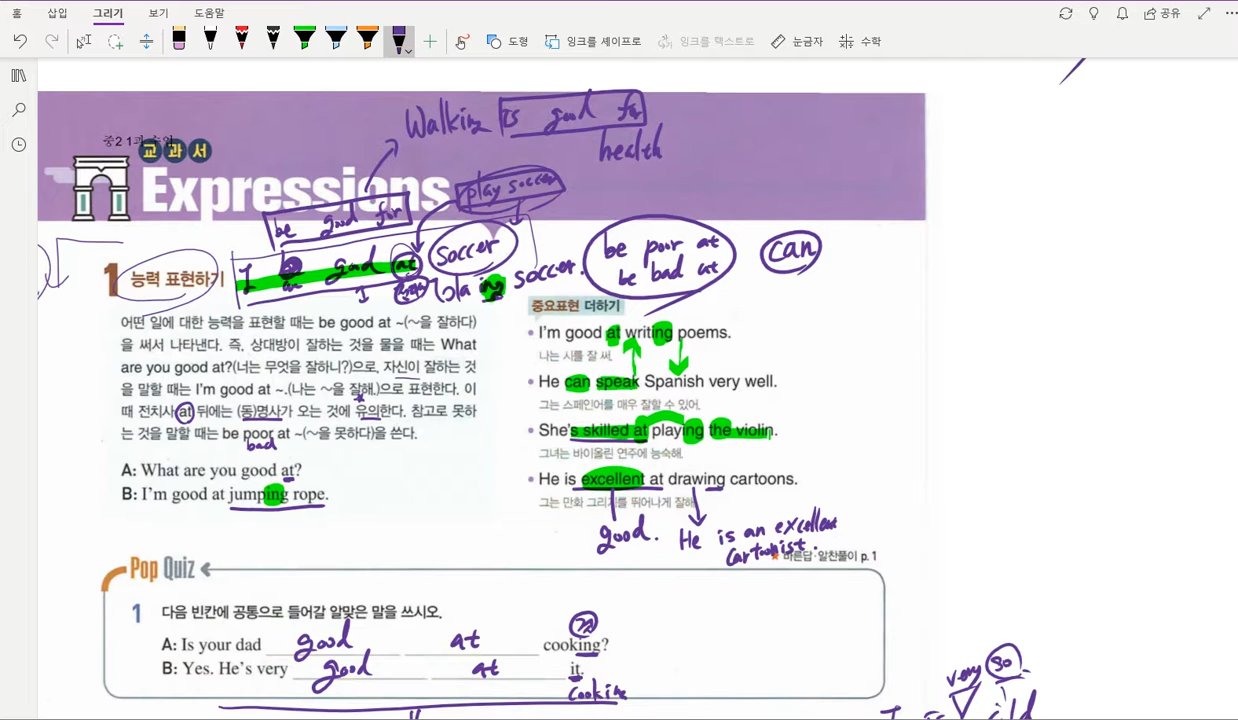 홈 삽입 그리기 보기 도움말
공유
도형 잉크를 셰이프로 잉크를 텍스트로 눈금자 수학
Walking is good for
health
중2 1과 수업
교과서
Expressions
play soccer
be good for
I good at soccer
soccer.
be poor at
be bad at
can
1 능력 표현하기
어떤 일에 대한 능력을 표현할 때는 be good at ~(~을 잘하다)
을 써서 나타낸다. 즉, 상대방이 잘하는 것을 물을 때는 What
are you good at?(너는 무엇을 잘하니?)으로, 자신이 잘하는 것
을 말할 때는 I'm good at ~.(나는 ~을 잘해.)으로 표현한다. 이
때 전치사 at 뒤에는 (동)명사가 오는 것에 유의한다. 참고로 못하
는 것을 말할 때는 be poor at ~(~을 못하다)을 쓴다.
bad
A: What are you good at?
B: I'm good at jumping rope.
중요표현 더하기
• I'm good at writing poems.
나는 시를 잘 써.
• He can speak Spanish very well.
그는 스페인어를 매우 잘할 수 있어.
• She's skilled at playing the violin.
그녀는 바이올린 연주에 능숙해.
• He is excellent at drawing cartoons.
그는 만화 그리기를 뛰어나게 잘해.
good. He is an excellent
cartoonist.
바른답·알찬풀이 p. 1
Pop Quiz
1 다음 빈칸에 공통으로 들어갈 알맞은 말을 쓰시오.
A: Is your dad good at cooking?
B: Yes. He's very good at it.
cooking
very so